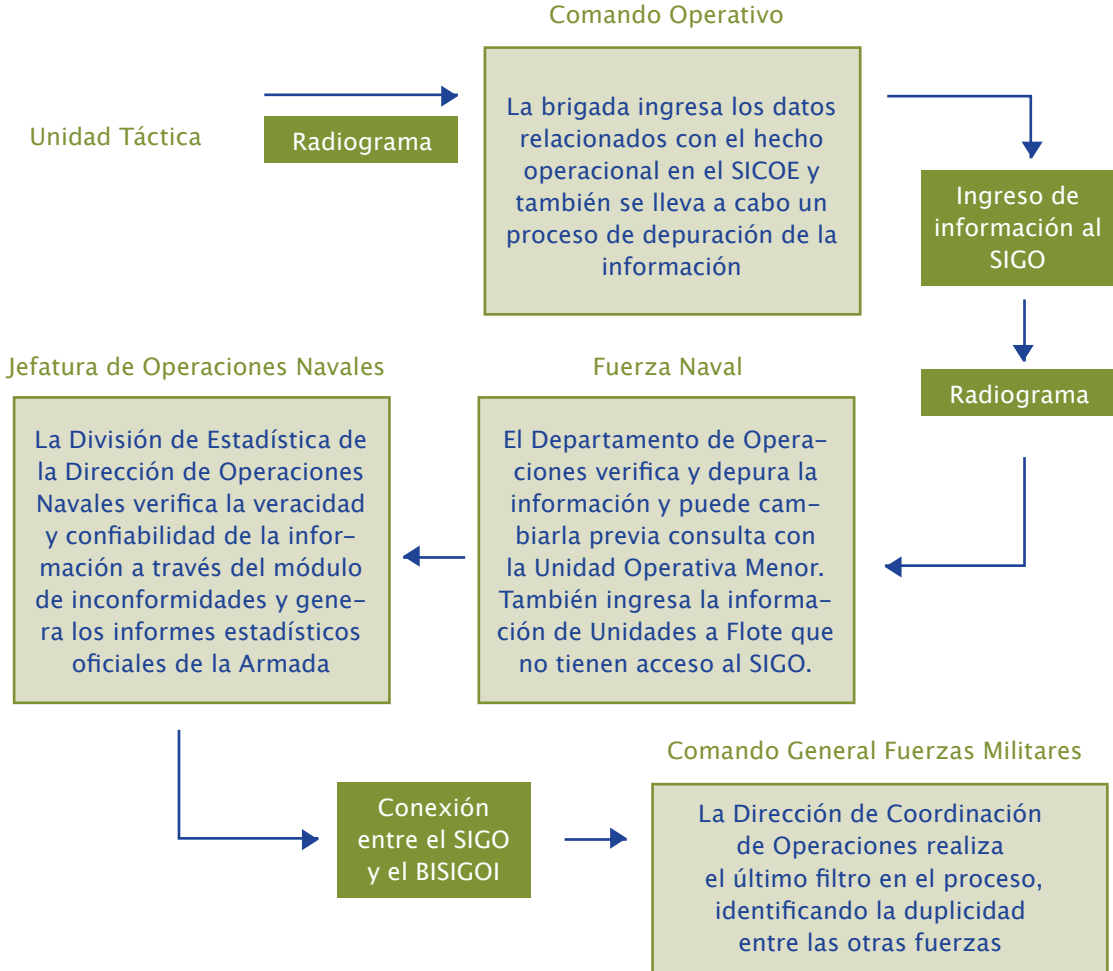 Comando Operativo
Unidad Táctica
Radiograma
La brigada ingresa los datos
relacionados con el hecho
operacional en el SICOE y
también se lleva a cabo un
proceso de depuración de la
información
Ingreso de
información al
SIGO
Radiograma
Fuerza Naval
El Departamento de Opera–
ciones verifica y depura la
información y puede cam–
biarla previa consulta con
la Unidad Operativa Menor.
También ingresa la informa–
ción de Unidades a Flote que
no tienen acceso al SIGO.
Jefatura de Operaciones Navales
La División de Estadística de
la Dirección de Operaciones
Navales verifica la veracidad
y confiabilidad de la infor–
mación a través del módulo
de inconformidades y gene–
ra los informes estadísticos
oficiales de la Armada
Conexión
entre el SIGO
y el BISIGOI
Comando General Fuerzas Militares
La Dirección de Coordinación
de Operaciones realiza
el último filtro en el proceso,
identificando la duplicidad
entre las otras fuerzas